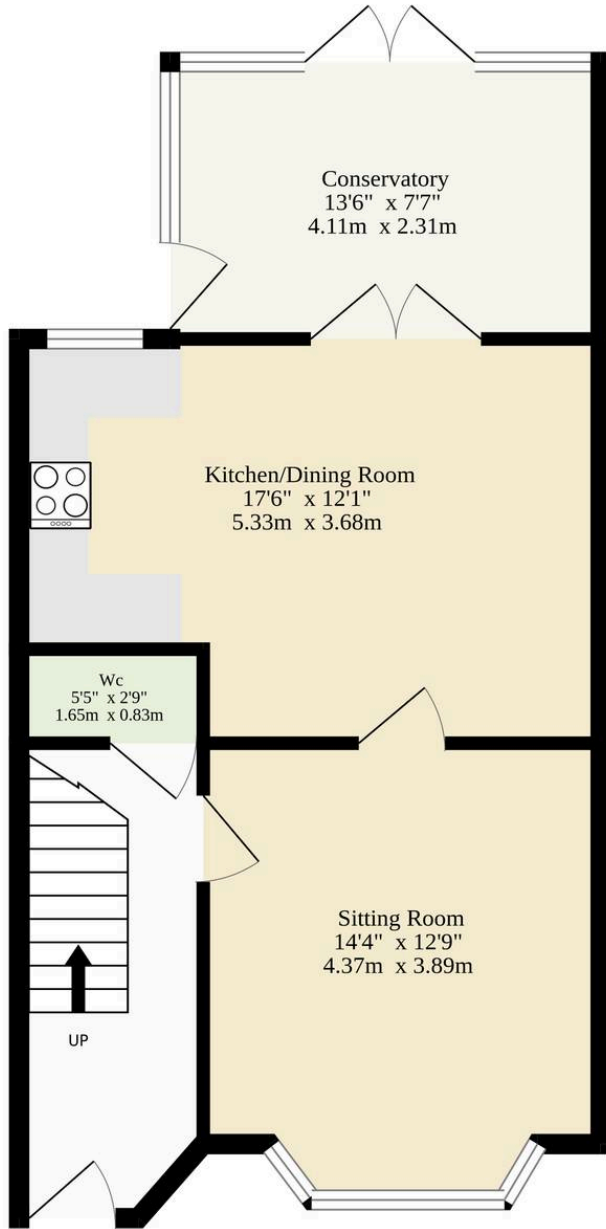 Conservatory
13'6" x 7'7"
4.11m x 2.31m
Kitchen/Dining Room
17'6" x 12'1"
5.33m x 3.68m
Wc
5'5" x 2'9"
1.65m x 0.83m
Sitting Room
14'4" x 12'9"
4.37m x 3.89m
UP